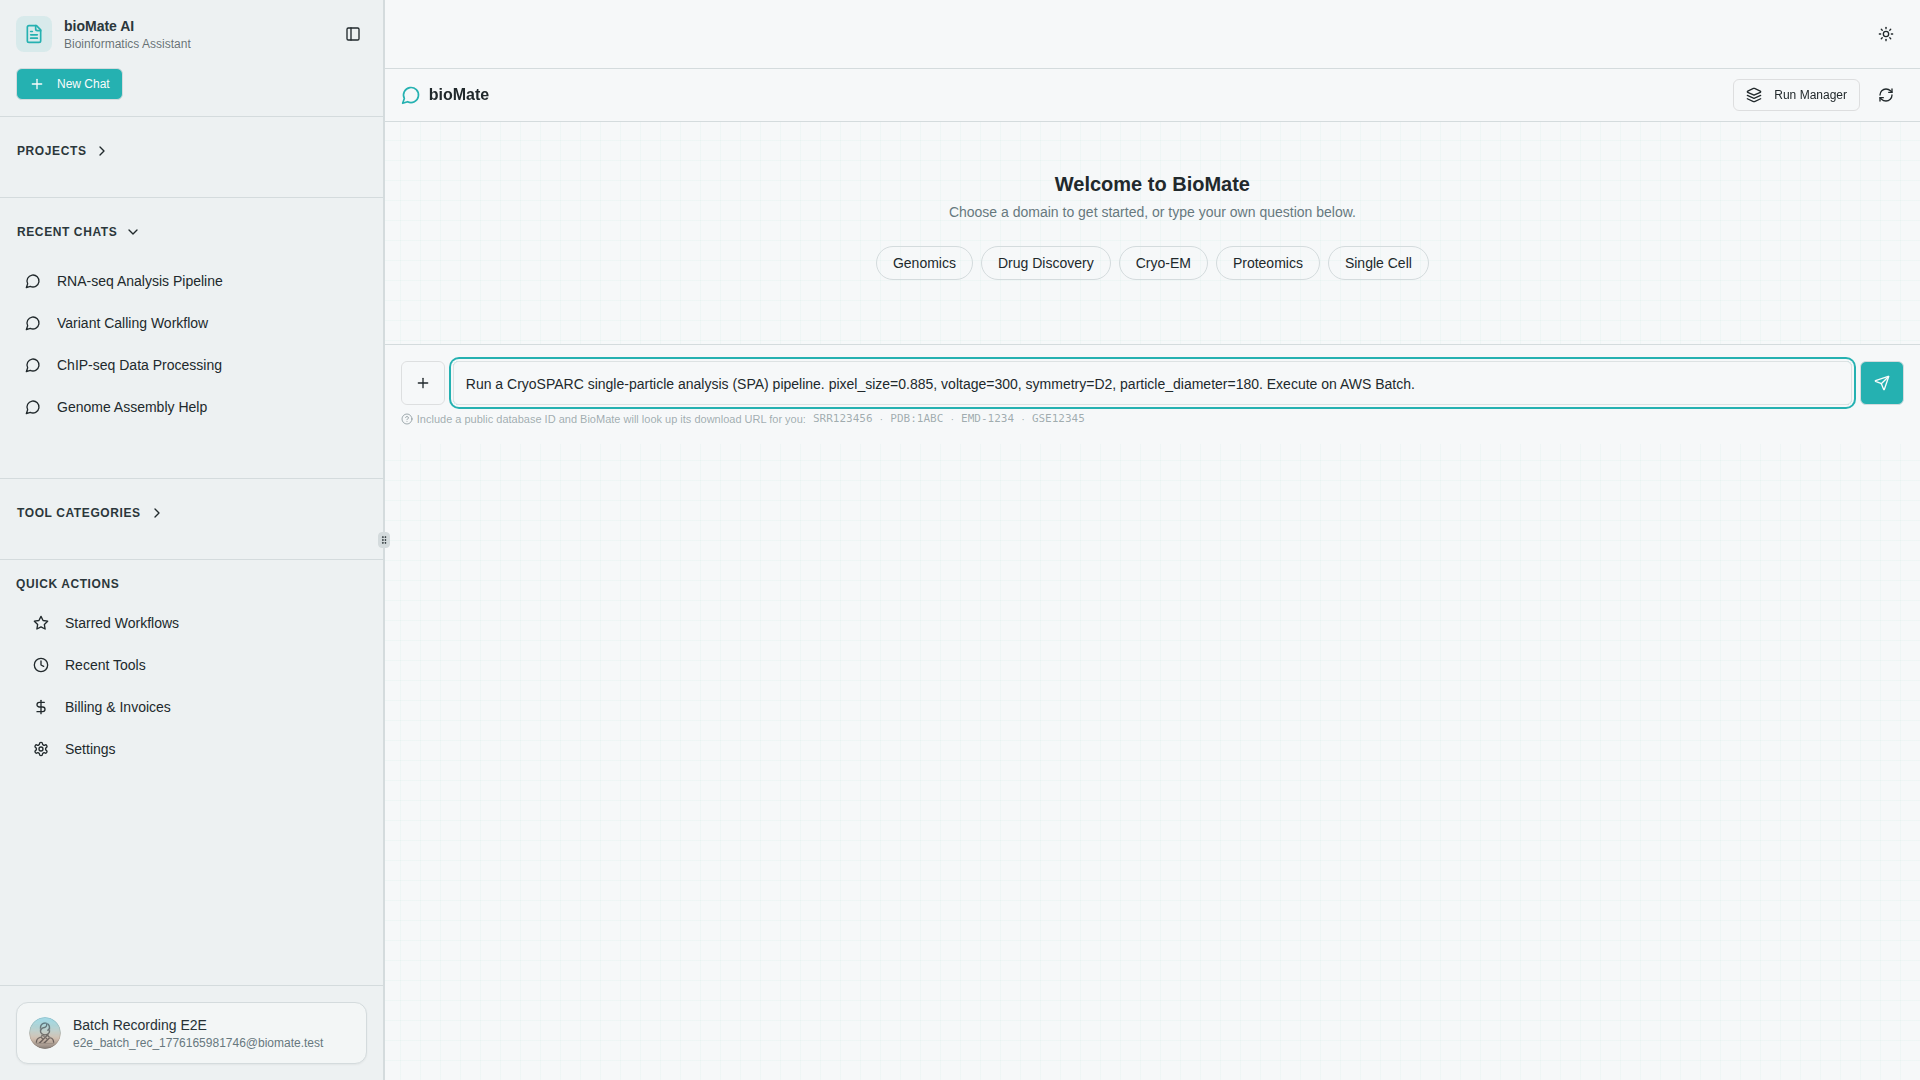 bioMate AI
Bioinformatics Assistant
New Chat
PROJECTS
RECENT CHATS
RNA-seq Analysis Pipeline
Variant Calling Workflow
ChIP-seq Data Processing
Genome Assembly Help
TOOL CATEGORIES
QUICK ACTIONS
Starred Workflows
Recent Tools
Billing & Invoices
Settings
Batch Recording E2E
e2e_batch_rec_1776165981746@biomate.test
bioMate
Run Manager
Welcome to BioMate
Choose a domain to get started, or type your own question below.
Genomics
Drug Discovery
Cryo-EM
Proteomics
Single Cell
Run a CryoSPARC single-particle analysis (SPA) pipeline. pixel_size=0.885, voltage=300, symmetry=D2, particle_diameter=180. Execute on AWS Batch.
Include a public database ID and BioMate will look up its download URL for you: SRR123456 · PDB:1ABC · EMD-1234 · GSE12345